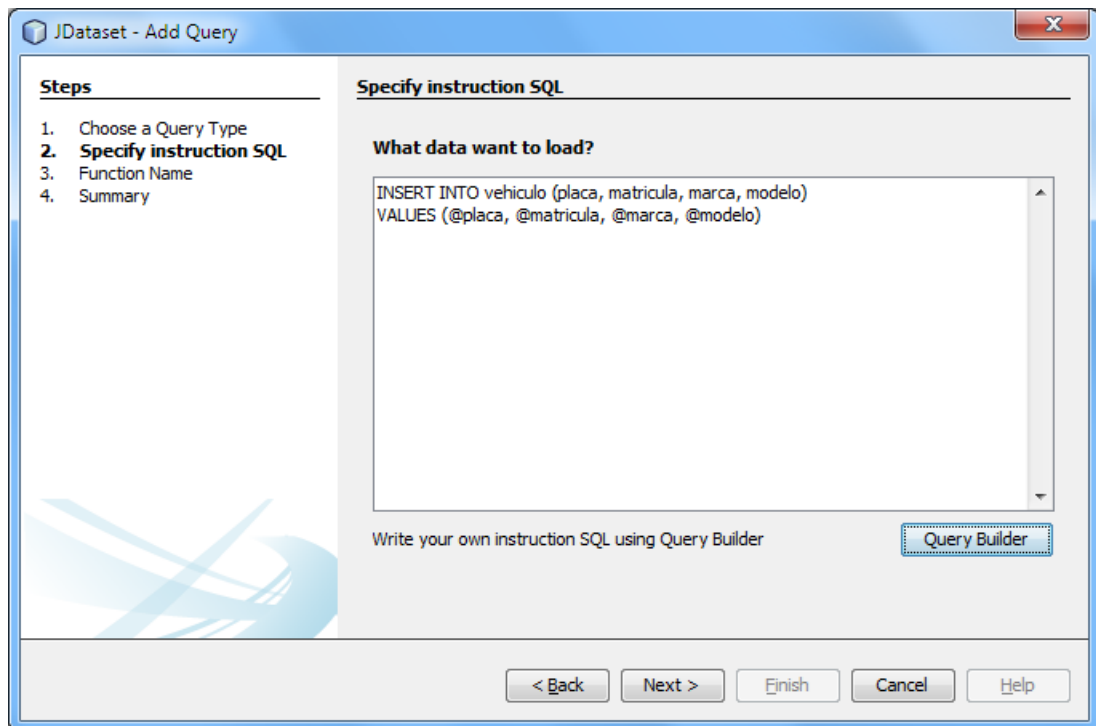 JDataset - Add Query
Steps
1. Choose a Query Type
2. Specify instruction SQL
3. Function Name
4. Summary
Specify instruction SQL
What data want to load?
INSERT INTO vehiculo (placa, matricula, marca, modelo)
VALUES (@placa, @matricula, @marca, @modelo)
Write your own instruction SQL using Query Builder
Query Builder
< Back
Next >
Finish
Cancel
Help